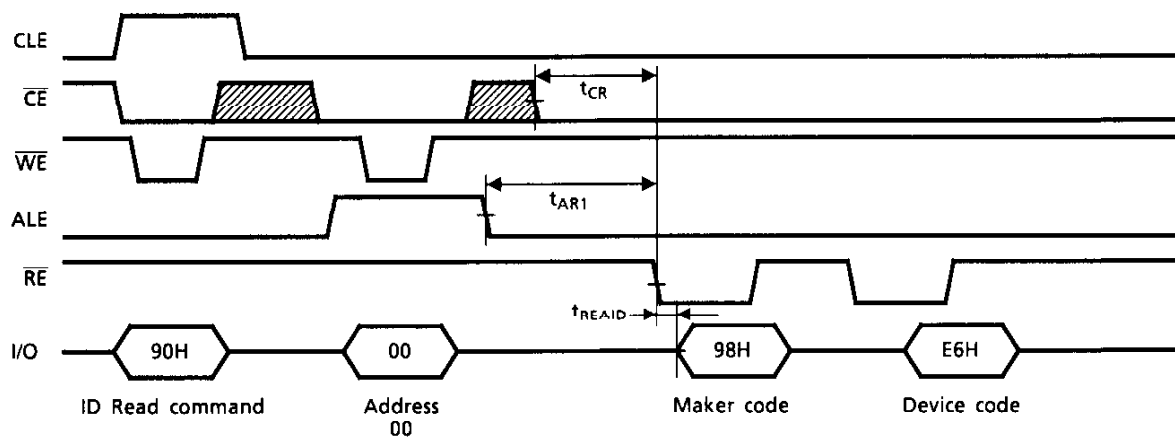 CLE
CE
tCR
WE
tAR1
ALE
RE
tREAID
I/O
90H
00
98H
E6H
ID Read command
Address
00
Maker code
Device code